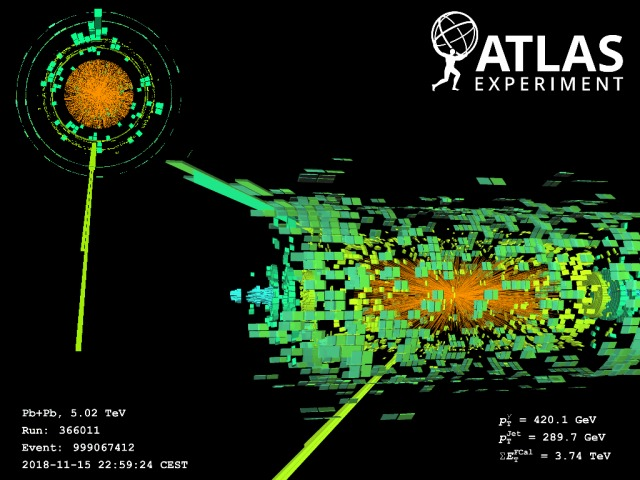 ATLAS
EXPERIMENT
Pb+Pb, 5.02 TeV
Run: 366011
Event: 999067412
2018-11-15 22:59:24 CEST
p_T^γ = 420.1 GeV
p_T^Jet = 289.7 GeV
ΣE_T^FCal = 3.74 TeV